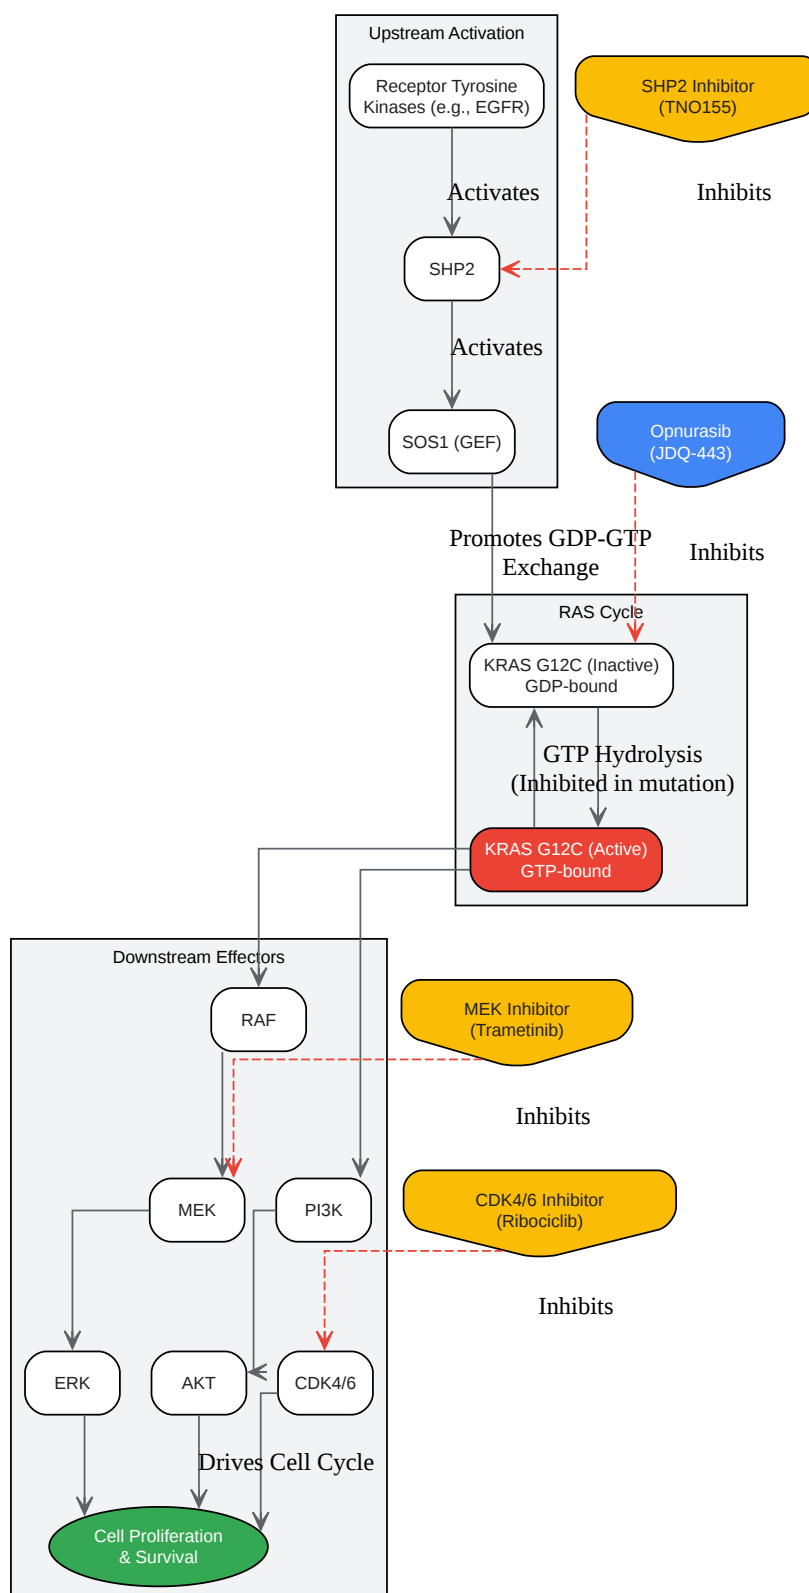 Upstream Activation
Receptor Tyrosine
Kinases (e.g., EGFR)
SHP2 Inhibitor
(TNO155)
Activates
Inhibits
SHP2
Activates
SOS1 (GEF)
Opnurasib
(JDQ-443)
Promotes GDP-GTP
Exchange
Inhibits
RAS Cycle
KRAS G12C (Inactive)
GDP-bound
GTP Hydrolysis
(Inhibited in mutation)
KRAS G12C (Active)
GTP-bound
Downstream Effectors
RAF
MEK Inhibitor
(Trametinib)
Inhibits
MEK
PI3K
CDK4/6 Inhibitor
(Ribociclib)
Inhibits
ERK
AKT
CDK4/6
Drives Cell Cycle
Cell Proliferation
& Survival